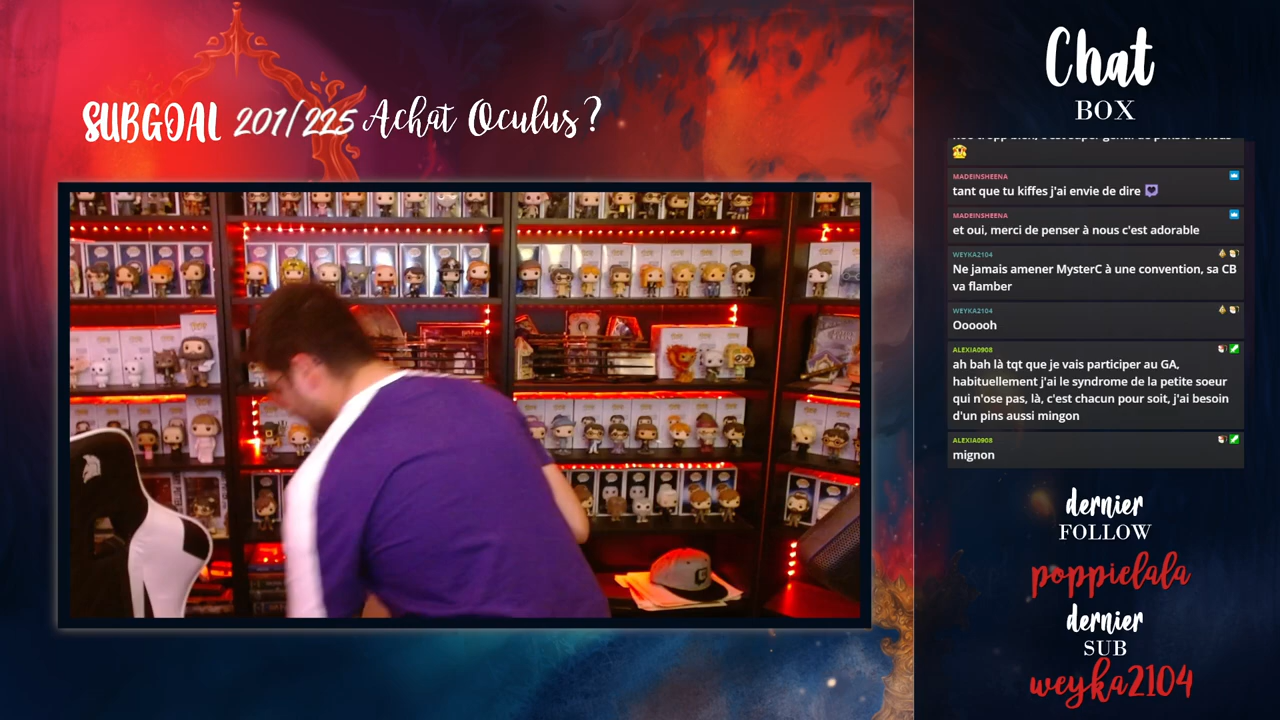 SUBGOAL 201/225 Achat Oculus?
Chat
BOX
MADEINSHEENA
tant que tu kiffes j'ai envie de dire
MADEINSHEENA
et oui, merci de penser à nous c'est adorable
WEYKA2104
Ne jamais amener MysterC à une convention, sa CB
va flamber
WEYKA2104
Oooooh
ALEXIA0908
ah bah là tqt que je vais participer au GA,
habituellement j'ai le syndrome de la petite soeur
qui n'ose pas, là, c'est chacun pour soit, j'ai besoin
d'un pins aussi mingon
ALEXIA0908
mignon
dernier
FOLLOW
poppielala
dernier
SUB
weyka2104